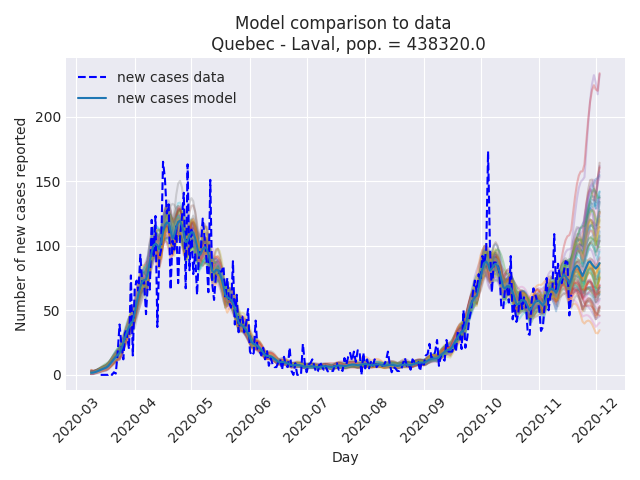 Model comparison to data
Quebec - Laval, pop. = 438320.0
new cases data
new cases model
Number of new cases reported
200
150
100
50
0
2020-03
2020-04
2020-05
2020-06
2020-07
2020-08
2020-09
2020-10
2020-11
2020-12
Day